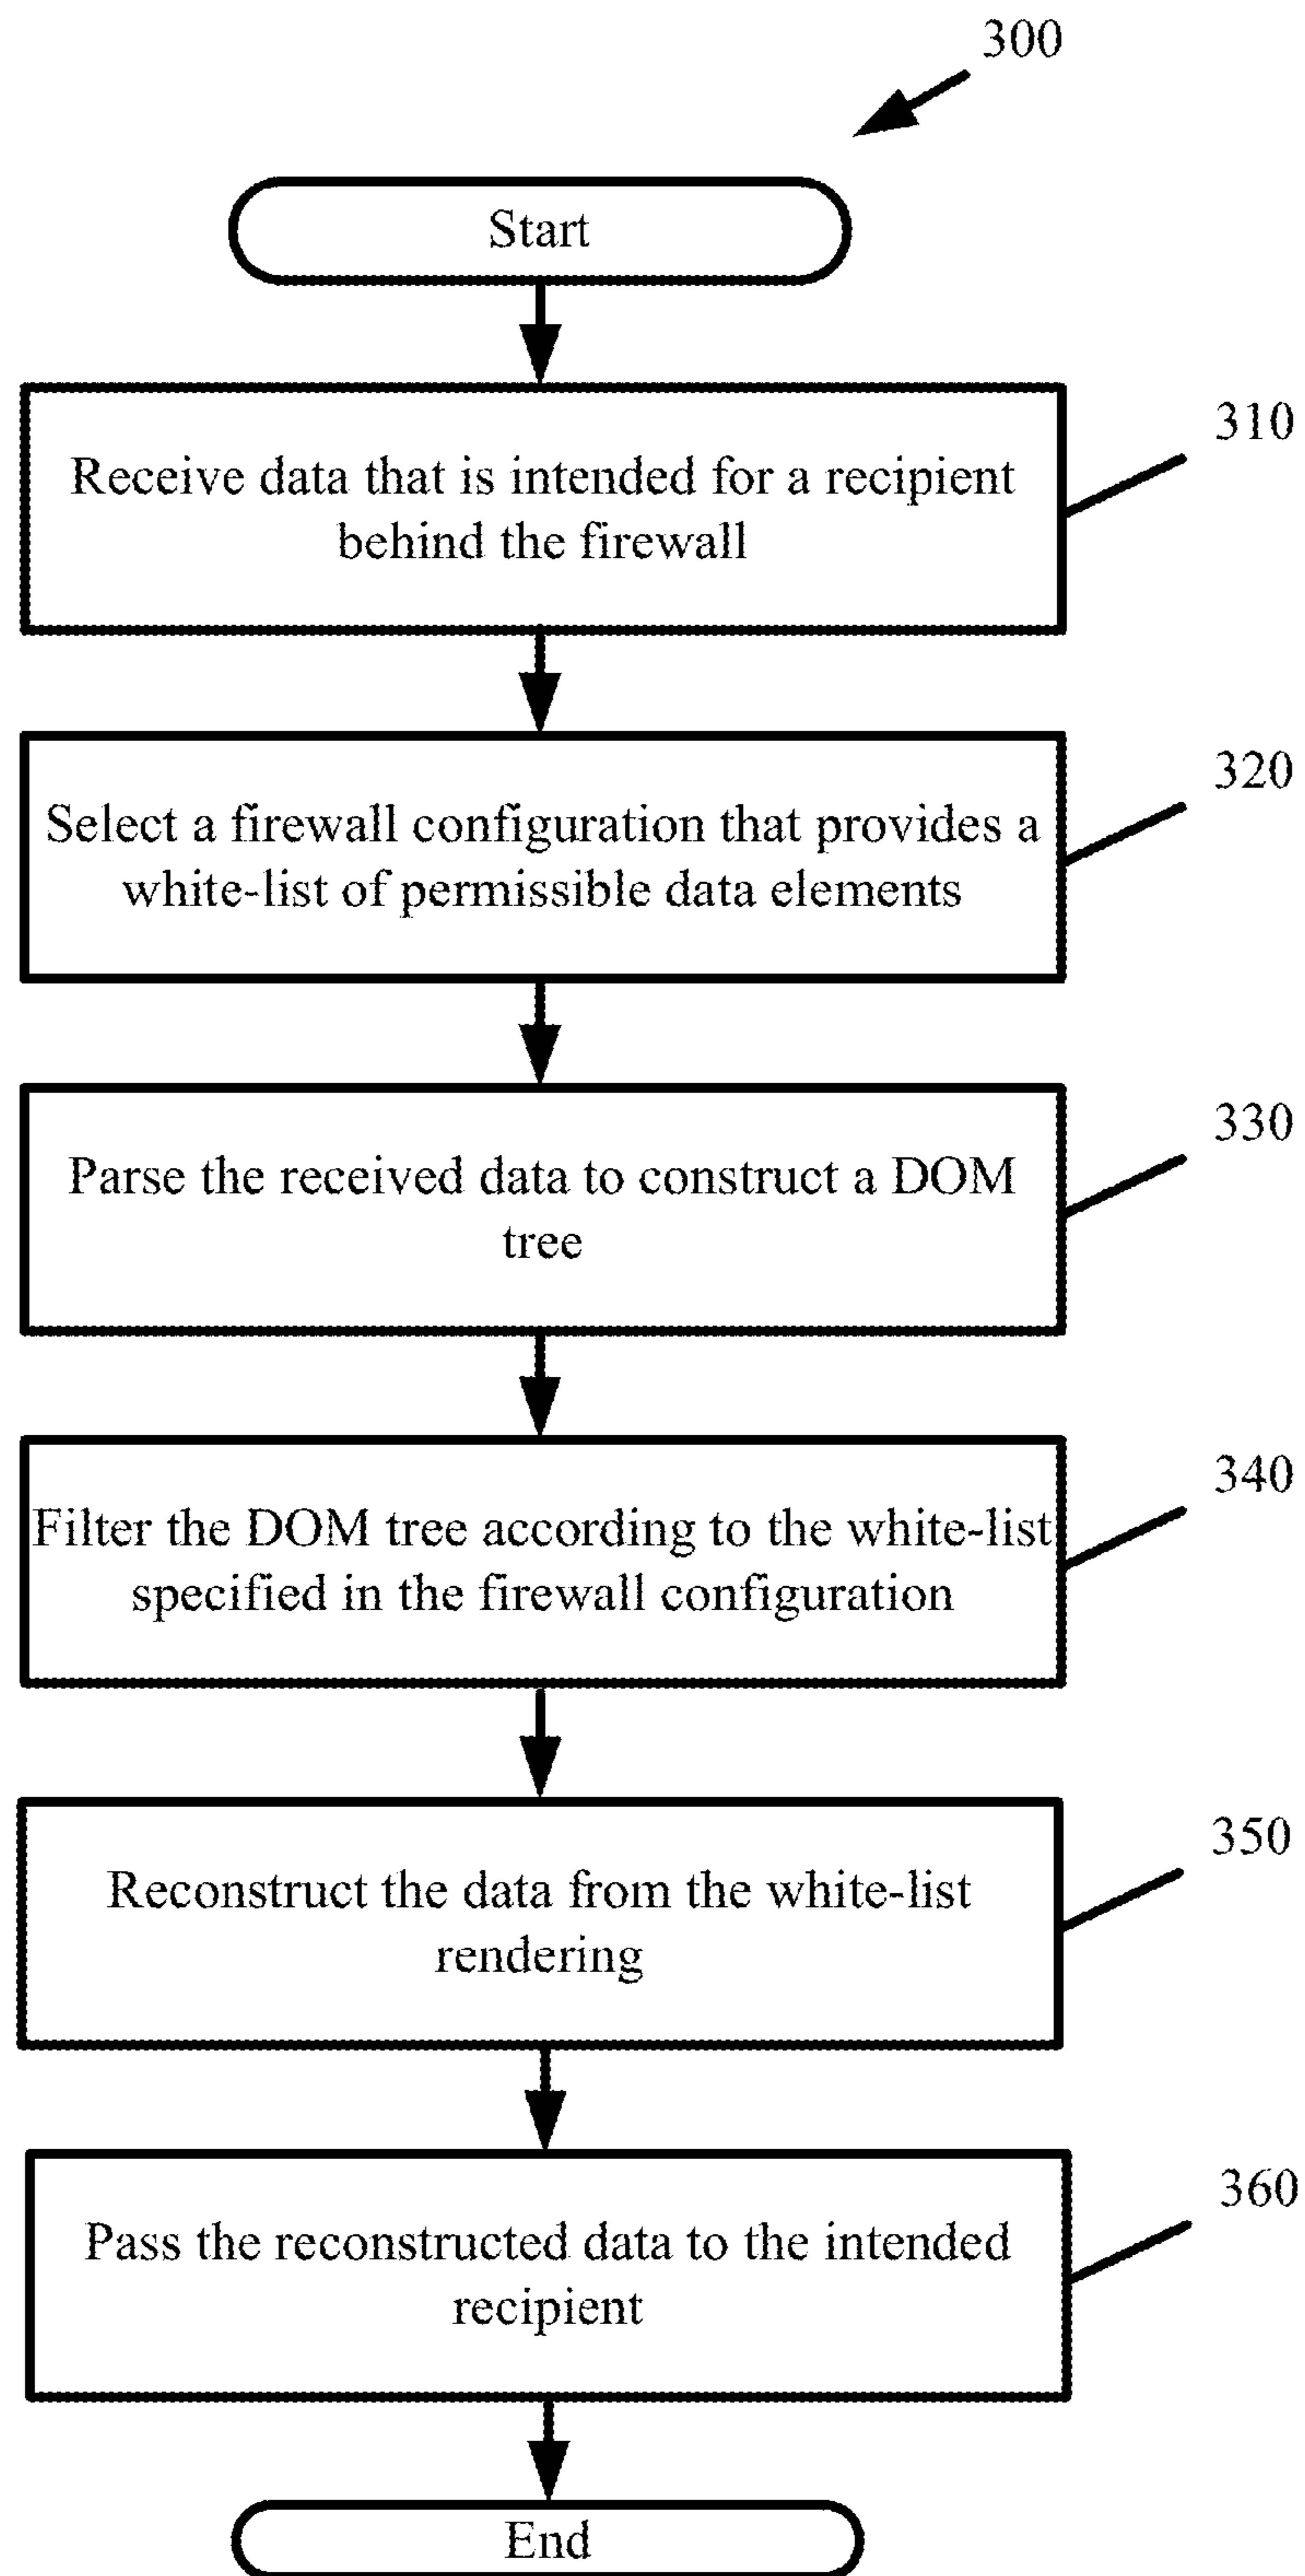 300
Start
310
Receive data that is intended for a recipient
behind the firewall
320
Select a firewall configuration that provides a
white-list of permissible data elements
330
Parse the received data to construct a DOM
tree
340
Filter the DOM tree according to the white-list
specified in the firewall configuration
350
Reconstruct the data from the white-list
rendering
360
Pass the reconstructed data to the intended
recipient
End